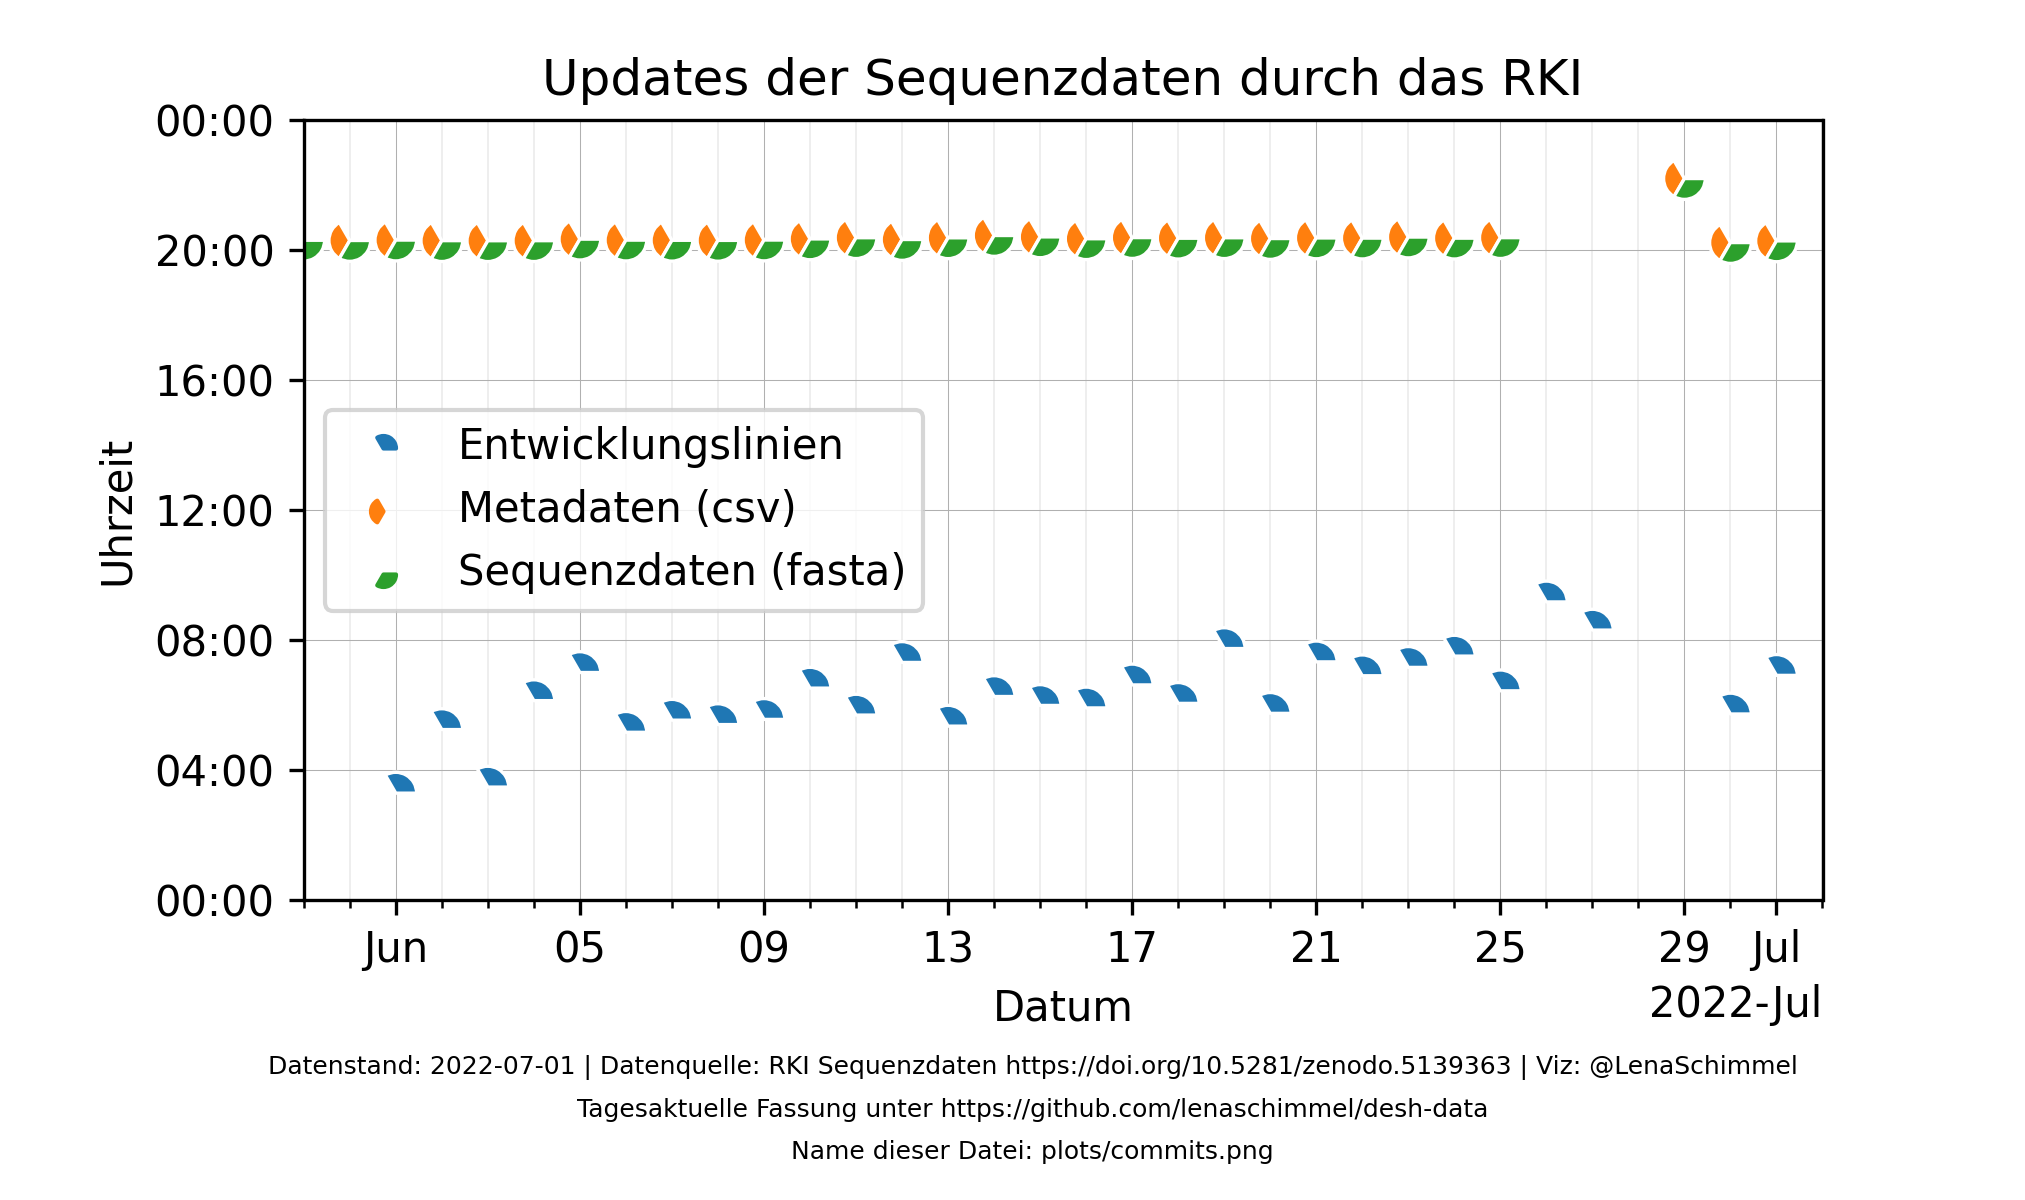 Updates der Sequenzdaten durch das RKI
00:00
20:00
16:00
12:00
08:00
04:00
00:00
Uhrzeit
Entwicklungslinien
Metadaten (csv)
Sequenzdaten (fasta)
Jun 05 09 13 17 21 25 29 Jul
2022-Jul
Datum
Datenstand: 2022-07-01 | Datenquelle: RKI Sequenzdaten https://doi.org/10.5281/zenodo.5139363 | Viz: @LenaSchimmel
Tagesaktuelle Fassung unter https://github.com/lenaschimmel/desh-data
Name dieser Datei: plots/commits.png